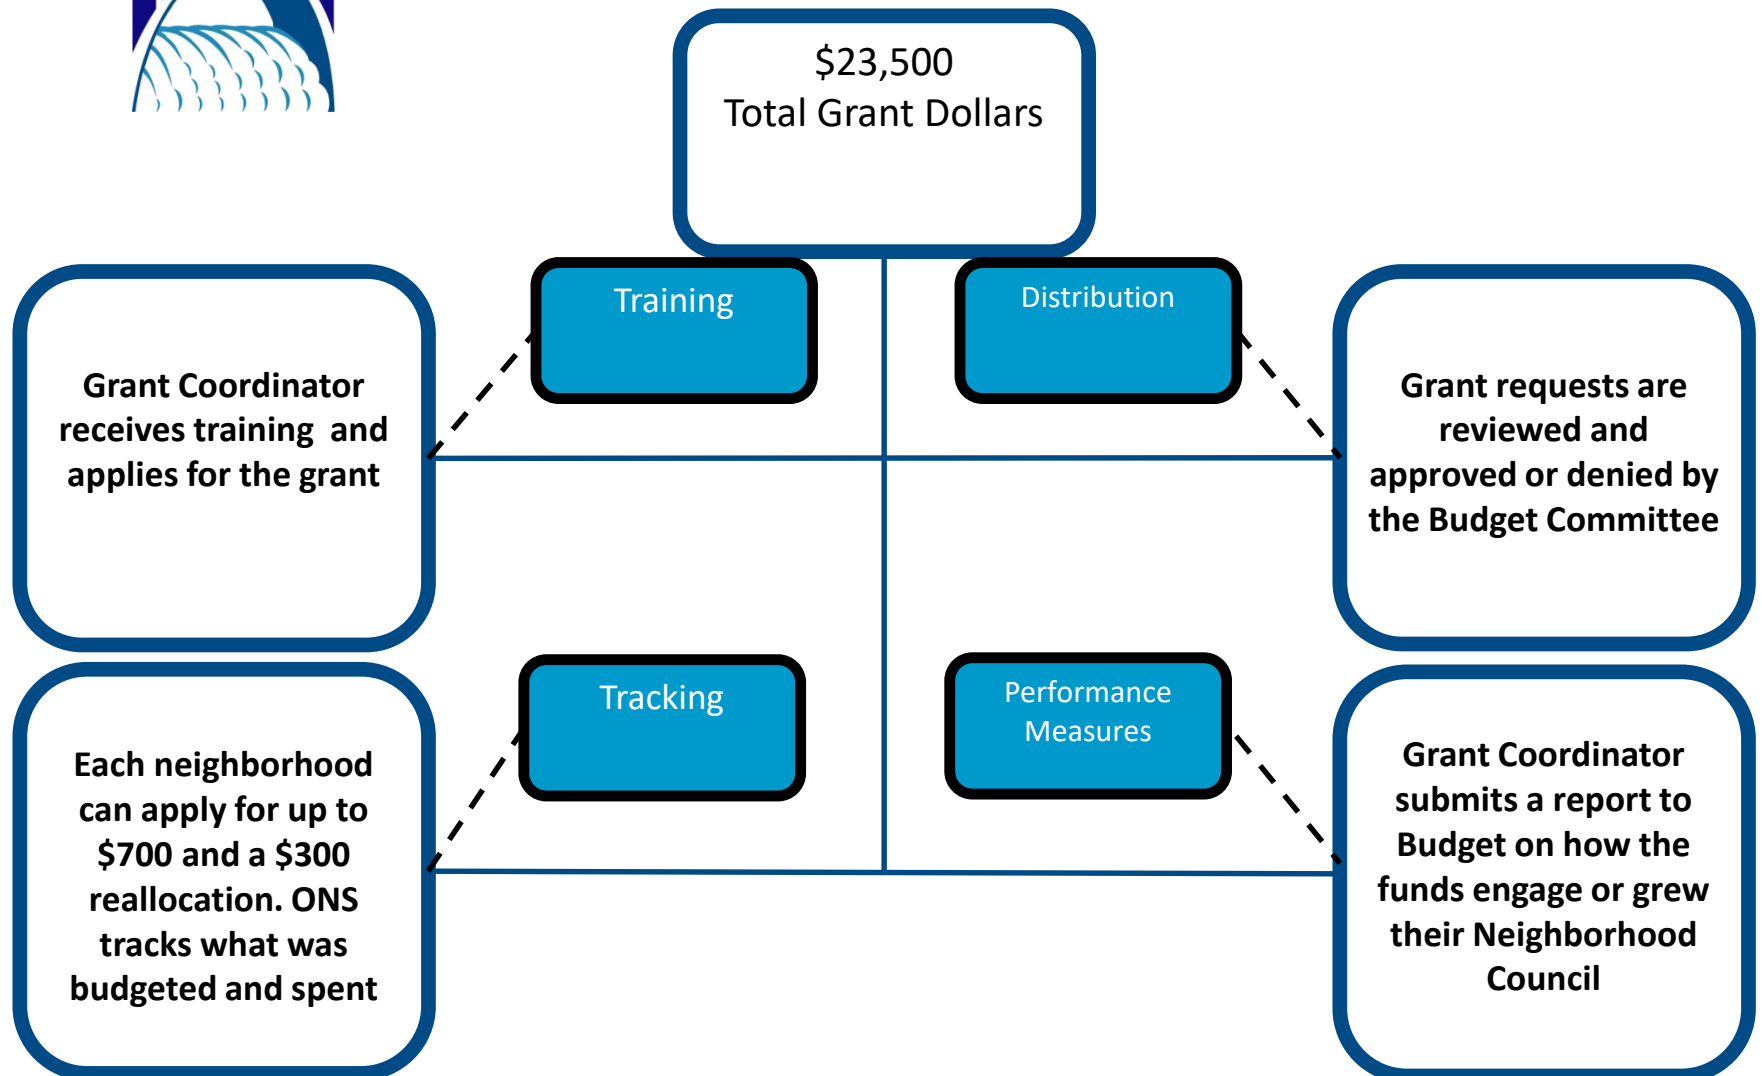 $23,500
Total Grant Dollars
Training
Distribution
Grant Coordinator
receives training  and
applies for the grant
Grant requests are
reviewed and
approved or denied by
the Budget Committee
Tracking
Performance
Measures
Each neighborhood
can apply for up to
$700 and a $300
reallocation. ONS
tracks what was
budgeted and spent
Grant Coordinator
submits a report to
Budget on how the
funds engage or grew
their Neighborhood
Council